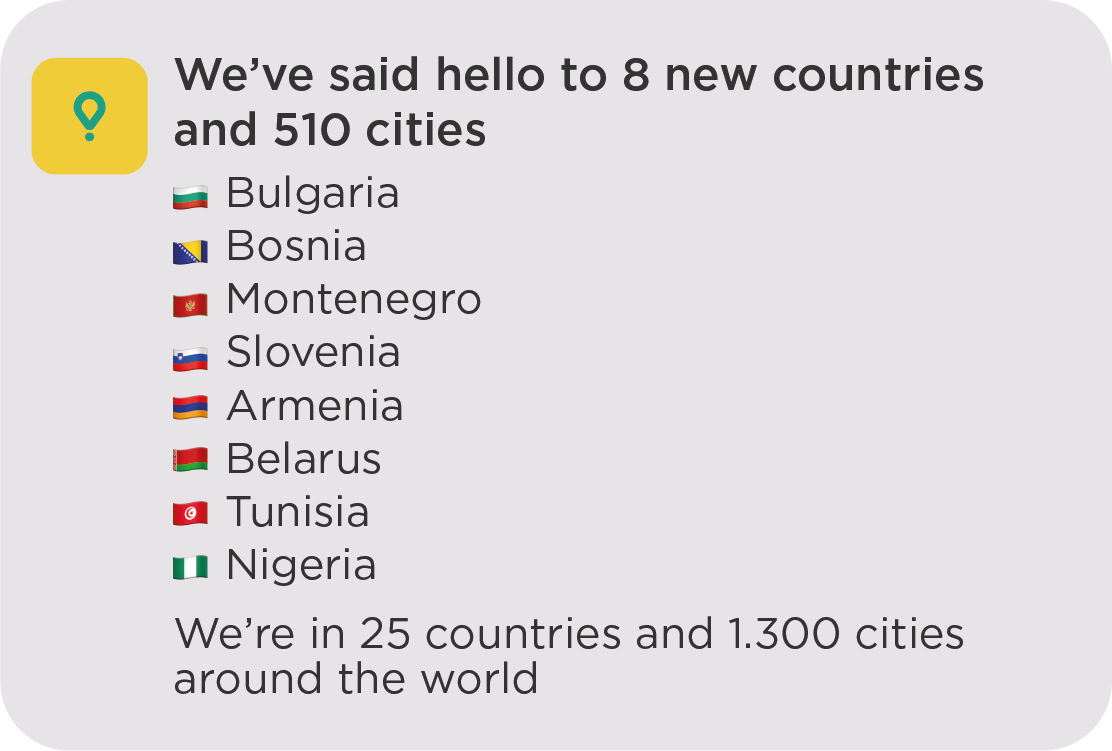 We’ve said hello to 8 new countries
and 510 cities
Bulgaria
Bosnia
Montenegro
Slovenia
Armenia
Belarus
Tunisia
Nigeria
We’re in 25 countries and 1.300 cities
around the world